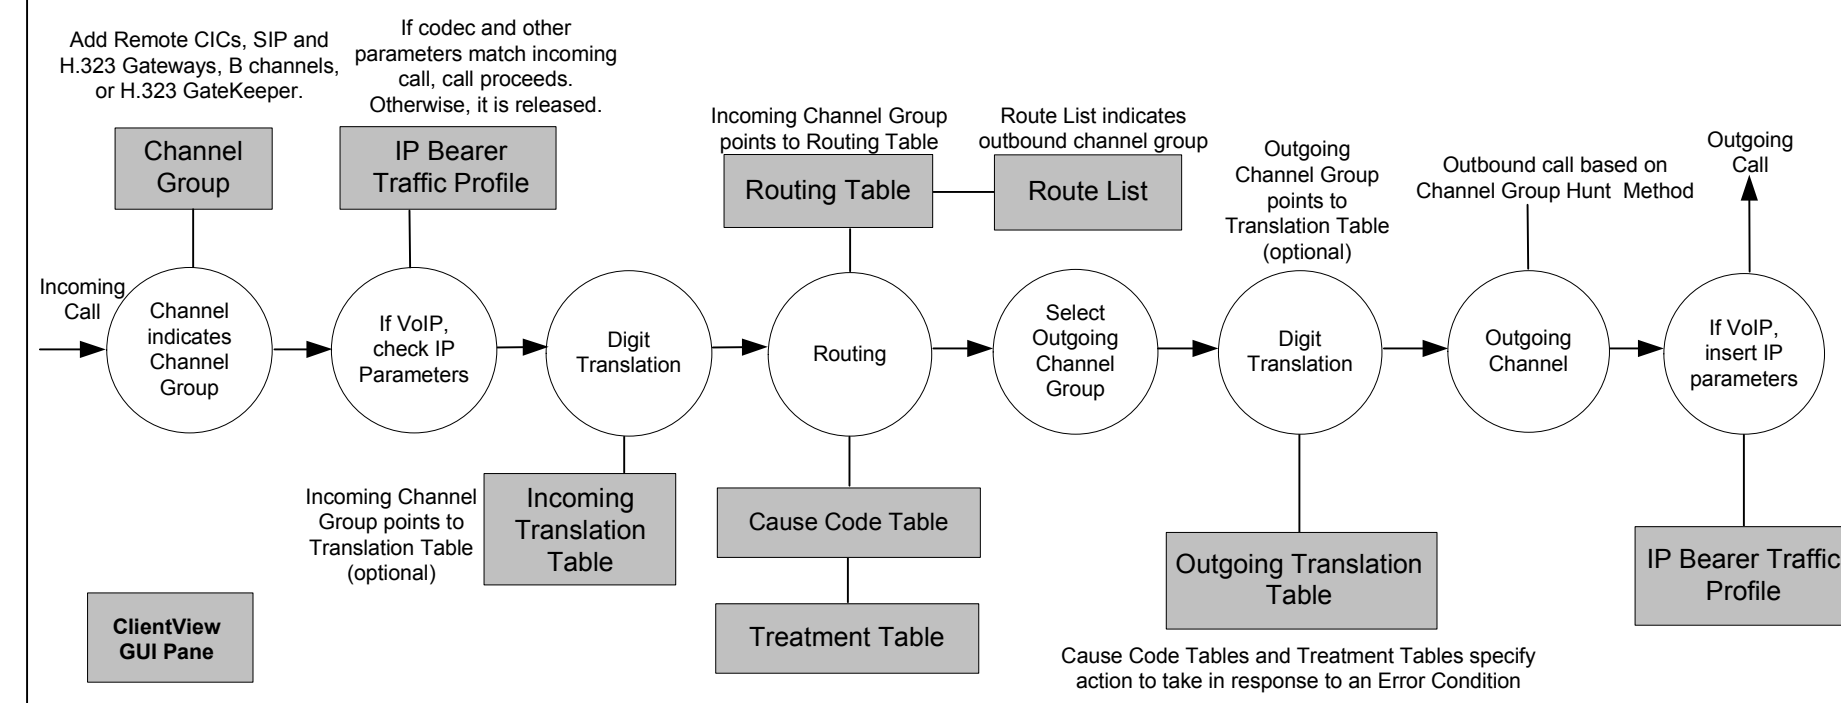 Add Remote CICs, SIP and
H.323 Gateways, B channels,
or H.323 GateKeeper.
If codec and other
parameters match incoming
call, call proceeds.
Otherwise, it is released.
Channel
Group
IP Bearer
Traffic Profile
Incoming Channel Group
points to Routing Table
Routing Table
Route List indicates
outbound channel group
Route List
Outgoing
Channel Group
points to
Translation Table
(optional)
Outbound call based on
Channel Group Hunt Method
Outgoing
Call
Incoming
Call
Channel
indicates
Channel
Group
If VoIP,
check IP
Parameters
Digit
Translation
Routing
Select
Outgoing
Channel
Group
Digit
Translation
Outgoing
Channel
If VoIP,
insert IP
parameters
Incoming Channel
Group points to
Translation Table
(optional)
Incoming
Translation
Table
Cause Code Table
Treatment Table
Outgoing Translation
Table
IP Bearer Traffic
Profile
ClientView
GUI Pane
Cause Code Tables and Treatment Tables specify
action to take in response to an Error Condition